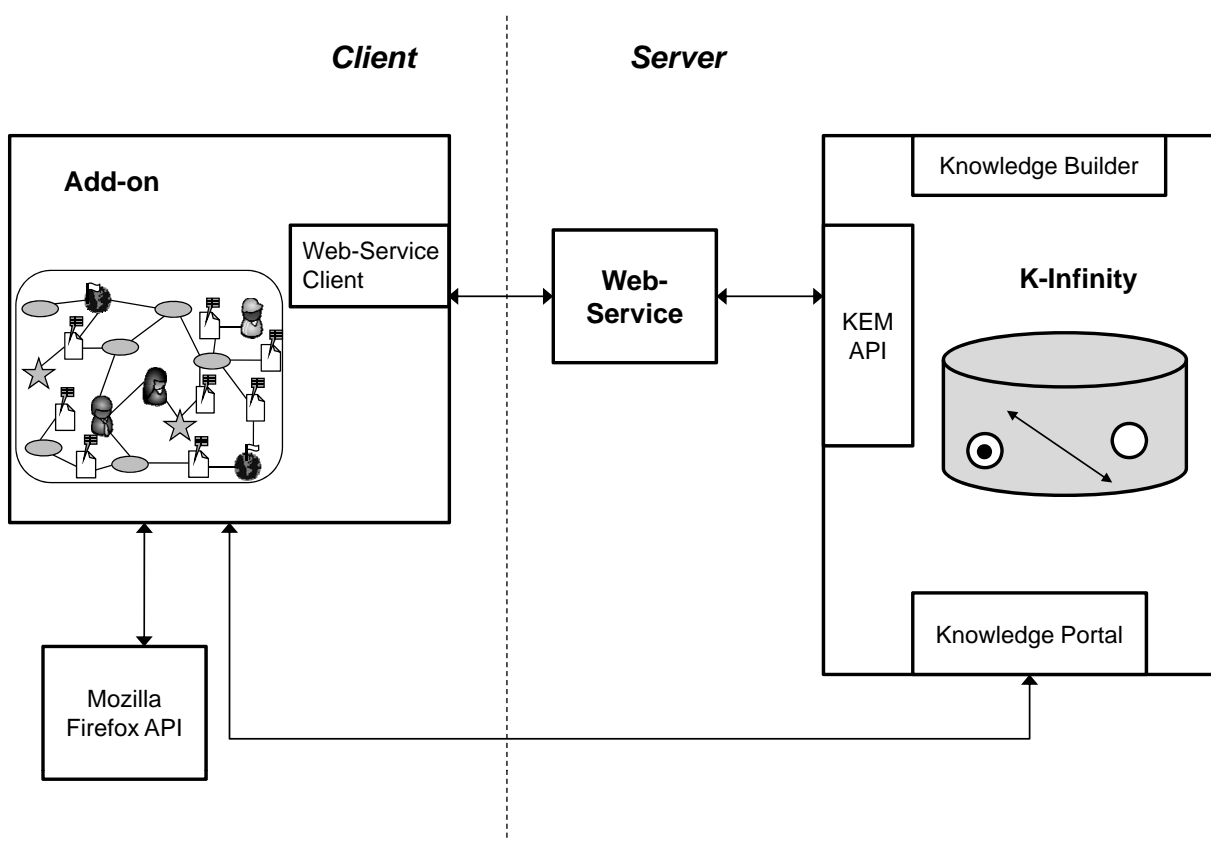 Client
Server
Add-on
Web-Service
Client
Web-
Service
KEM
API
Knowledge Builder
K-Infinity
Knowledge Portal
Mozilla
Firefox API